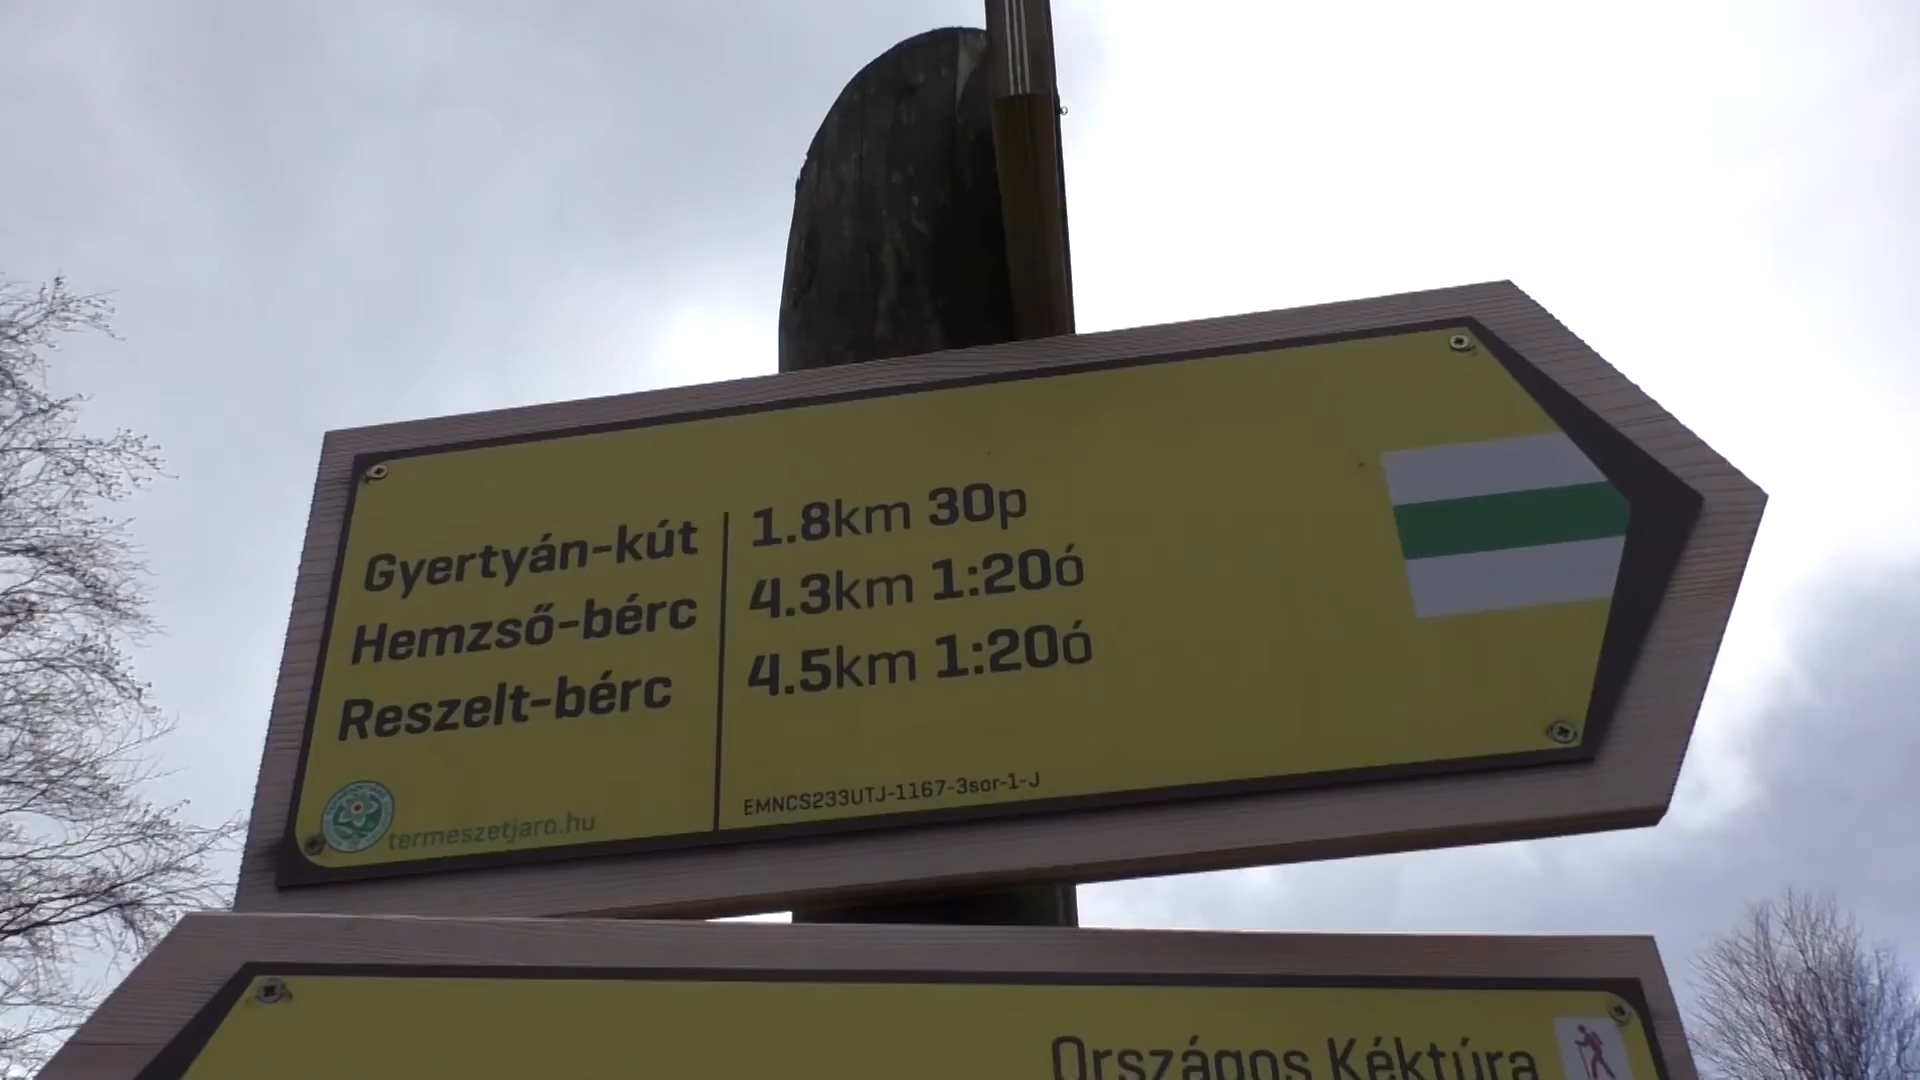 Gyertyán-kút 1.8km 30p
Hemzső-bérc 4.3km 1:20ó
Reszelt-bérc 4.5km 1:20ó
termeszetjaro.hu
EMNCS233UTJ-1167-3sor-1-J
Országos Kéktúra